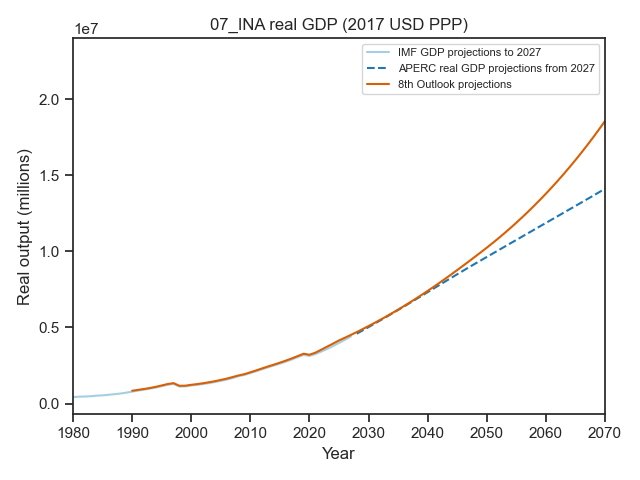 07_INA real GDP (2017 USD PPP)
1e7
IMF GDP projections to 2027
APERC real GDP projections from 2027
8th Outlook projections
2.0
1.5
1.0
0.5
0.0
Real output (millions)
1980 1990 2000 2010 2020 2030 2040 2050 2060 2070
Year